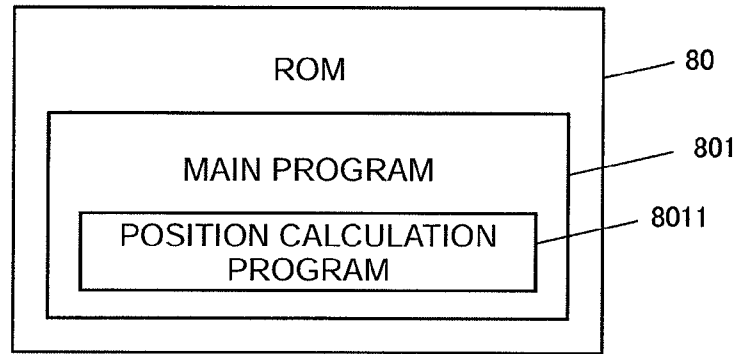 ROM
80
MAIN PROGRAM
801
POSITION CALCULATION
PROGRAM
8011